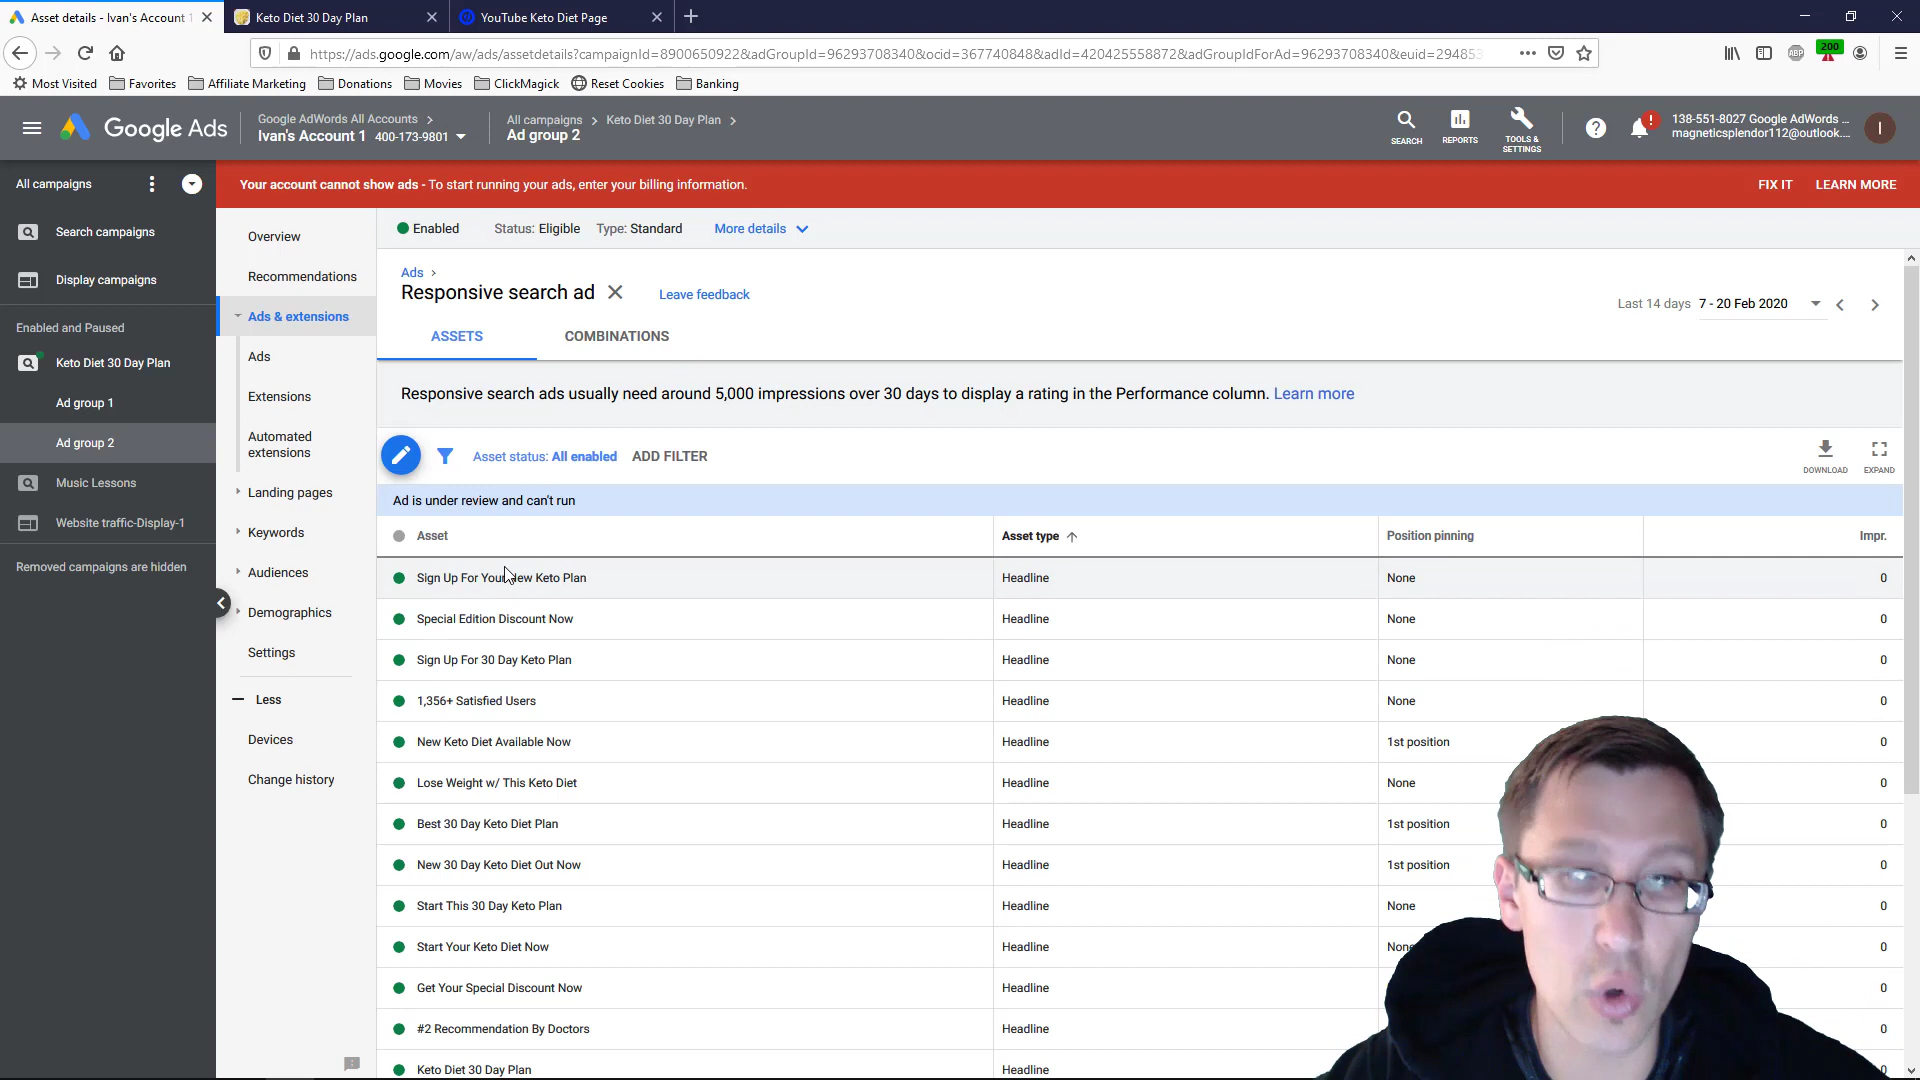 Asset details - Ivan's Account 1
Keto Diet 30 Day Plan
YouTube Keto Diet Page
https://ads.google.com/aw/ads/assetdetails?campaignId=8900650922&adGroupId=96293708340&ocid=367740848&adId=420425558872&adGroupIdForAd=96293708340&euid=294853
200
ABP
Most Visited
Favorites
Affiliate Marketing
Donations
Movies
ClickMagick
Reset Cookies
Banking
Google Ads
Google AdWords All Accounts
Ivan's Account 1 400-173-9801
All campaigns
Keto Diet 30 Day Plan
Ad group 2
SEARCH
REPORTS
TOOLS & SETTINGS
138-551-8027 Google AdWords ...
magneticsplendor112@outlook....
I
All campaigns
Your account cannot show ads - To start running your ads, enter your billing information.
FIX IT
LEARN MORE
Search campaigns
Display campaigns
Enabled and Paused
Keto Diet 30 Day Plan
Ad group 1
Ad group 2
Music Lessons
Website traffic-Display-1
Removed campaigns are hidden
Overview
Recommendations
Ads & extensions
Ads
Extensions
Automated
extensions
Landing pages
Keywords
Audiences
Demographics
Settings
Less
Devices
Change history
Enabled
Status: Eligible
Type: Standard
More details
Ads
Responsive search ad
Leave feedback
Last 14 days 7 - 20 Feb 2020
ASSETS
COMBINATIONS
Responsive search ads usually need around 5,000 impressions over 30 days to display a rating in the Performance column. Learn more
Asset status: All enabled
ADD FILTER
DOWNLOAD
EXPAND
Ad is under review and can't run
Asset Asset type Position pinning Impr.
Sign Up For Your New Keto Plan Headline None 0
Special Edition Discount Now Headline None 0
Sign Up For 30 Day Keto Plan Headline None 0
1,356+ Satisfied Users Headline None 0
New Keto Diet Available Now Headline 1st position 0
Lose Weight w/ This Keto Diet Headline None 0
Best 30 Day Keto Diet Plan Headline 1st position 0
New 30 Day Keto Diet Out Now Headline 1st position 0
Start This 30 Day Keto Plan Headline None 0
Start Your Keto Diet Now Headline None 0
Get Your Special Discount Now Headline 0
#2 Recommendation By Doctors Headline 0
Keto Diet 30 Day Plan Headline 0